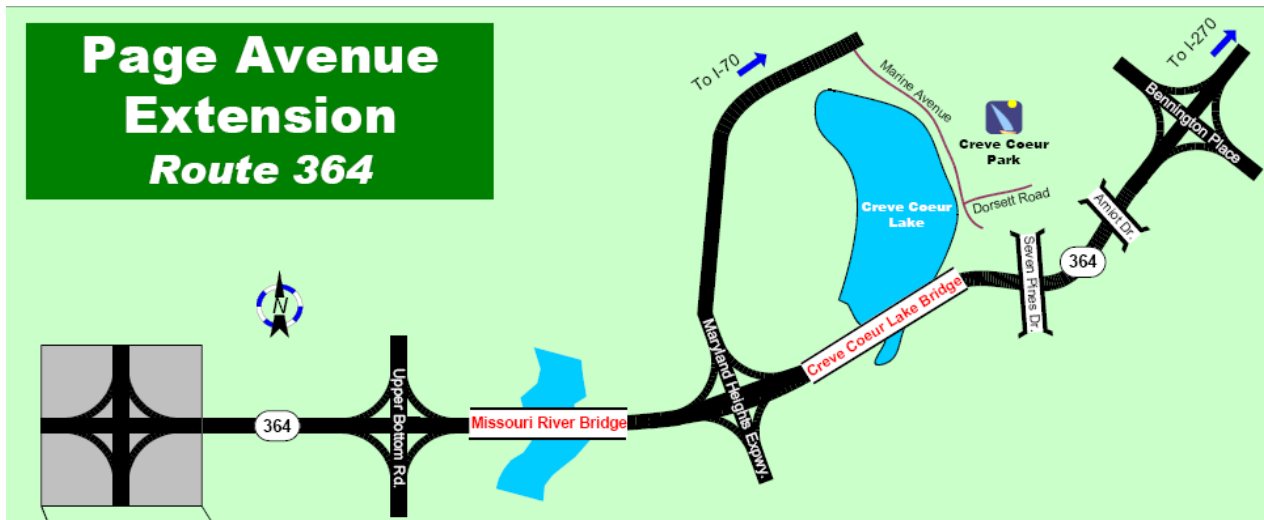 Page Avenue
Extension
Route 364
To I-70
Marine Avenue
To I-270
Bennington Place
Creve Coeur
Park
Creve Coeur
Lake
Dorsett Road
Amiot Dr.
Seven Pines Dr.
364
N
Creve Coeur Lake Bridge
Maryland Heights Expwy.
Upper Bottom Rd.
364
Missouri River Bridge